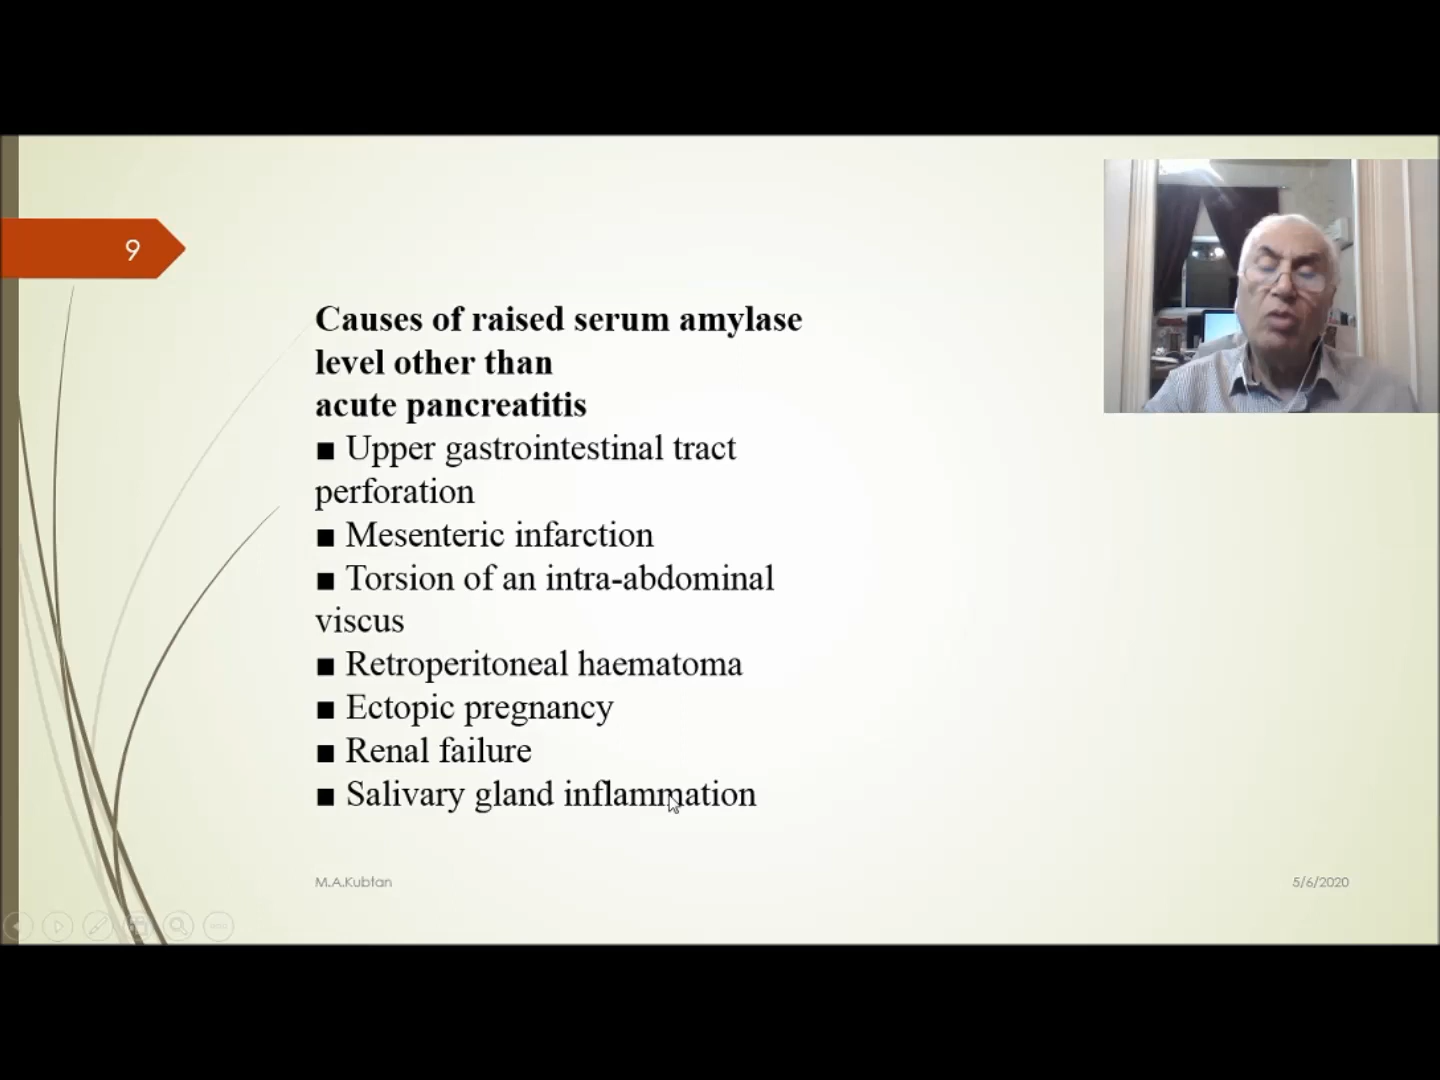 9
Causes of raised serum amylase
level other than
acute pancreatitis
■ Upper gastrointestinal tract
perforation
■ Mesenteric infarction
■ Torsion of an intra-abdominal
viscus
■ Retroperitoneal haematoma
■ Ectopic pregnancy
■ Renal failure
■ Salivary gland inflammation
M.A.Kubtan
5/6/2020